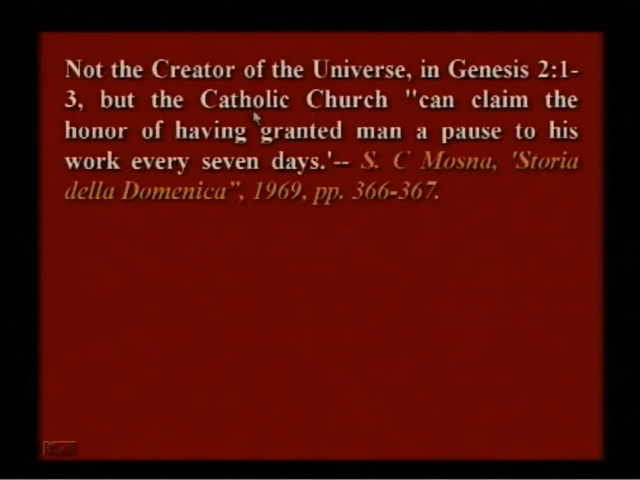 Not the Creator of the Universe, in Genesis 2:1-
3, but the Catholic Church "can claim the
honor of having granted man a pause to his
work every seven days.'-- S. C Mosna, 'Storia
della Domenica”, 1969, pp. 366-367.